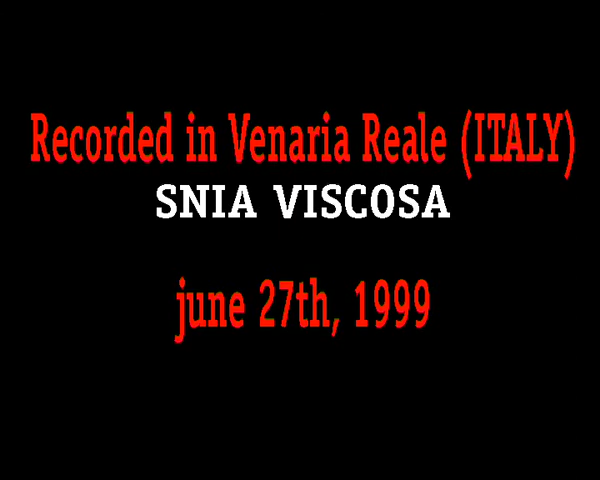 Recorded in Venaria Reale (ITALY)
SNIA VISCOSA
june 27th, 1999